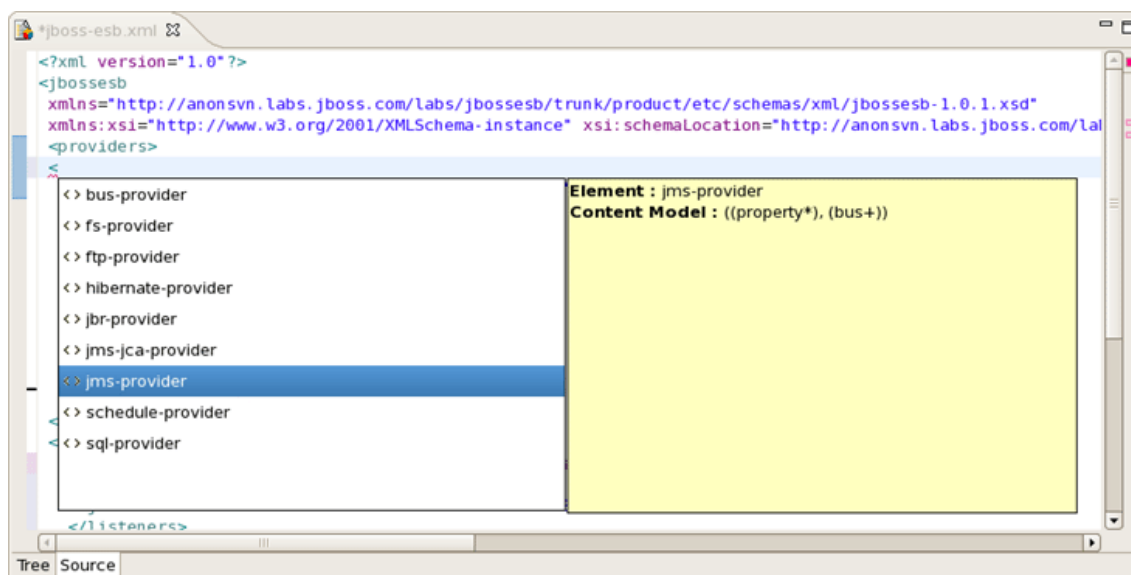 *jboss-esb.xml
<?xml version="1.0"?>
<jbossesb
xmlns="http://anonsvn.labs.jboss.com/labs/jbossesb/trunk/product/etc/schemas/xml/jbossesb-1.0.1.xsd"
xmlns:xsi="http://www.w3.org/2001/XMLSchema-instance" xsi:schemaLocation="http://anonsvn.labs.jboss.com/lal
<providers>
<
<> bus-provider
<> fs-provider
<> ftp-provider
<> hibernate-provider
<> jbr-provider
<> jms-jca-provider
<> jms-provider
<> schedule-provider
<> sql-provider
Element : jms-provider
Content Model : ((property*), (bus+))
<
<
</listeners>
Tree Source